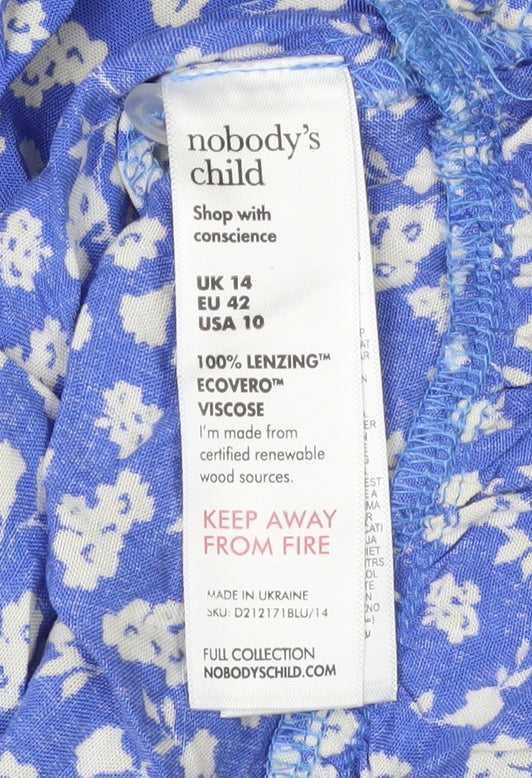 nobody's
child
Shop with
conscience
UK 14
EU 42
USA 10
100% LENZING™
ECOVERO™
VISCOSE
I'm made from
certified renewable
wood sources.
KEEP AWAY
FROM FIRE
MADE IN UKRAINE
SKU: D212171BLU/14
FULL COLLECTION
NOBODYSCHILD.COM